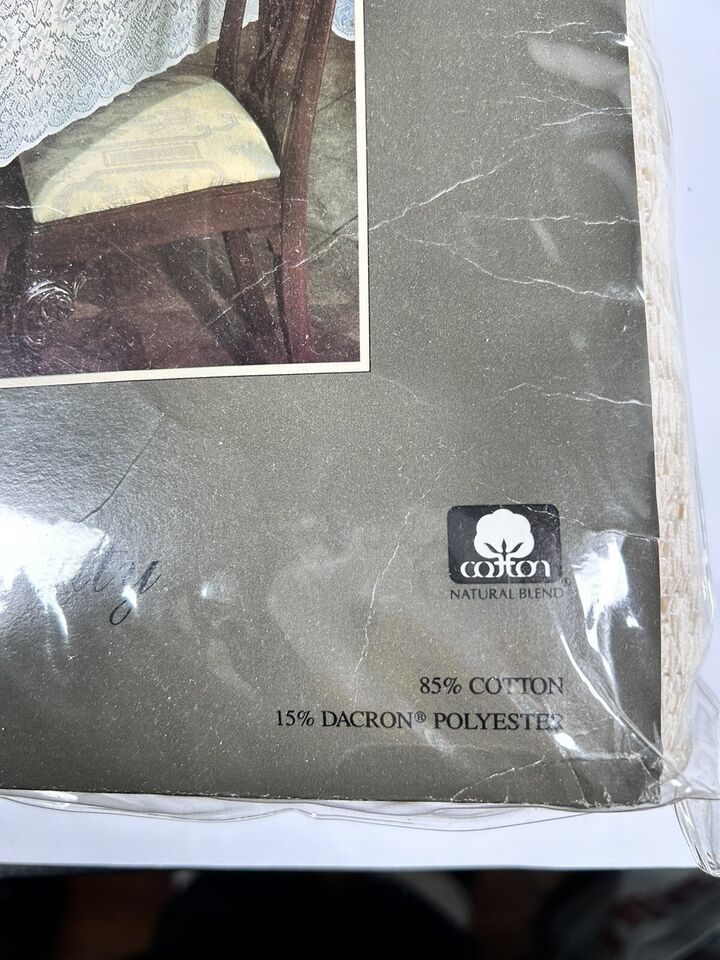 cotton®
NATURAL BLEND
85% COTTON
15% DACRON® POLYESTER